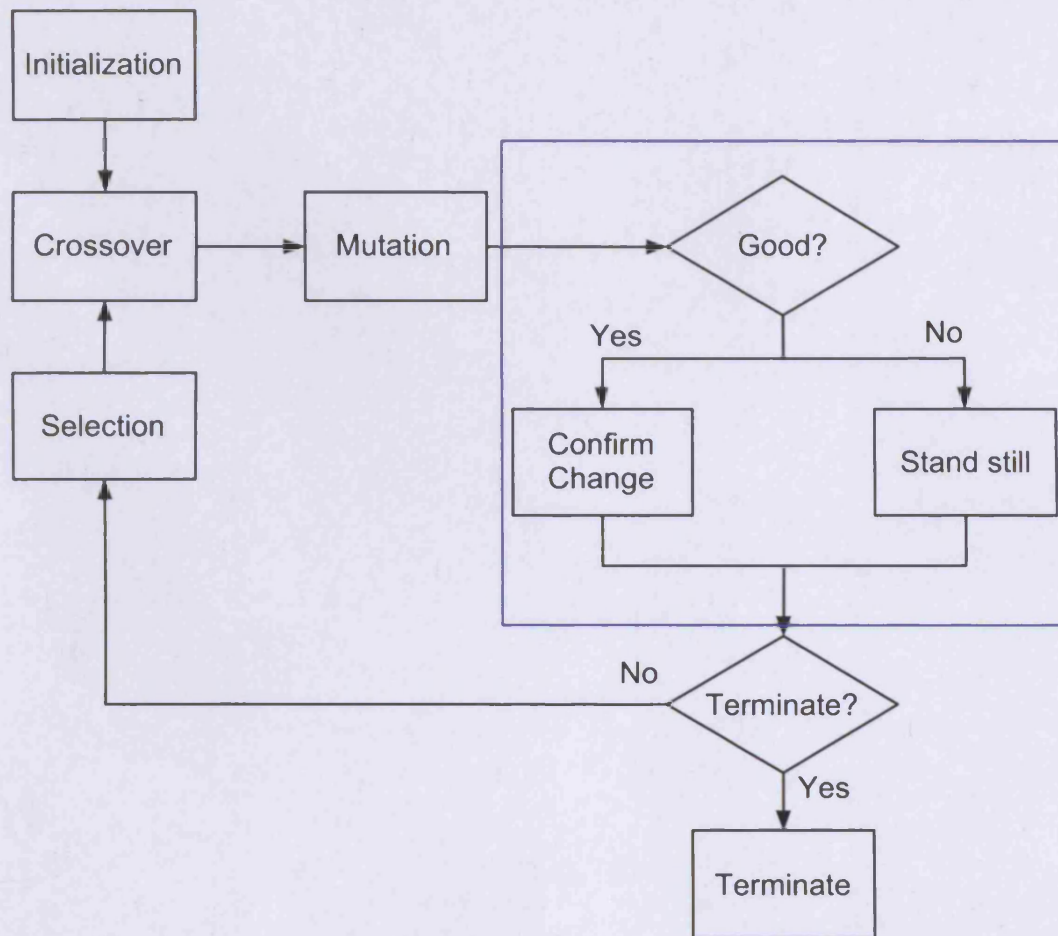 Initialization
Crossover
Mutation
Good?
Yes
No
Selection
Confirm
Change
Stand still
No
Terminate?
Yes
Terminate